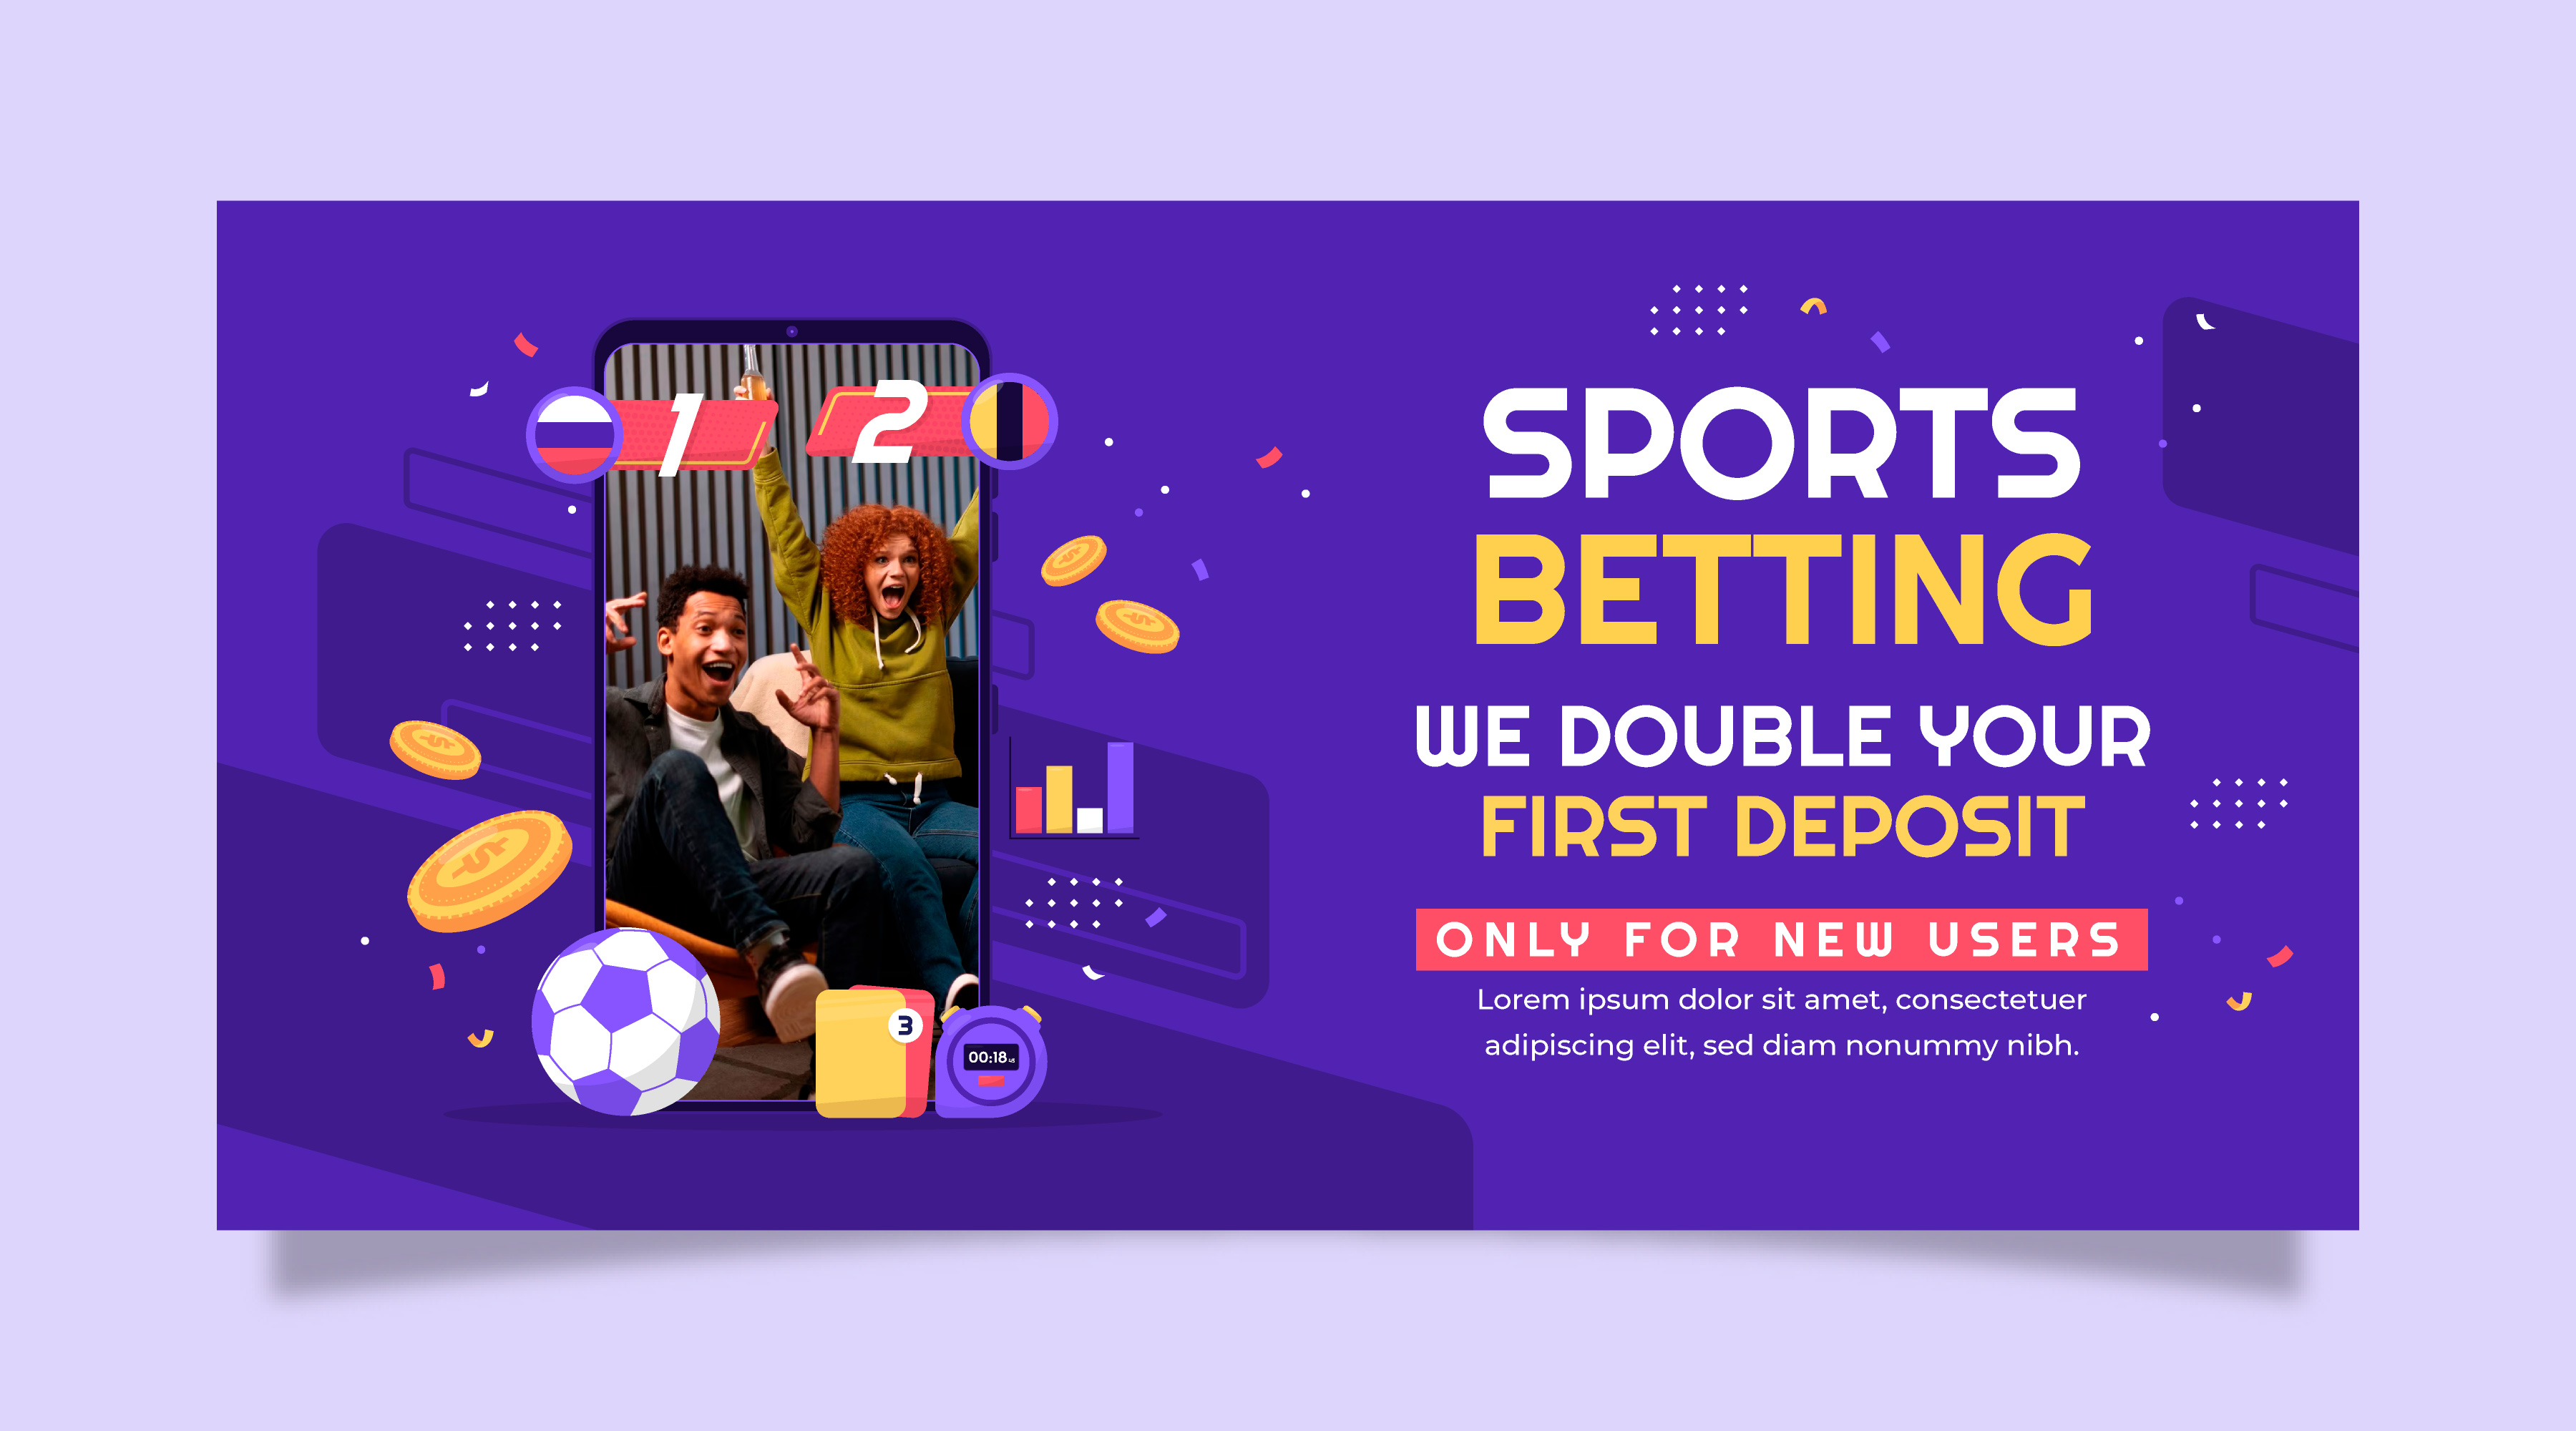 1 2
SPORTS
BETTING
WE DOUBLE YOUR
FIRST DEPOSIT
ONLY FOR NEW USERS
Lorem ipsum dolor sit amet, consectetuer
adipiscing elit, sed diam nonummy nibh.
3
00:18